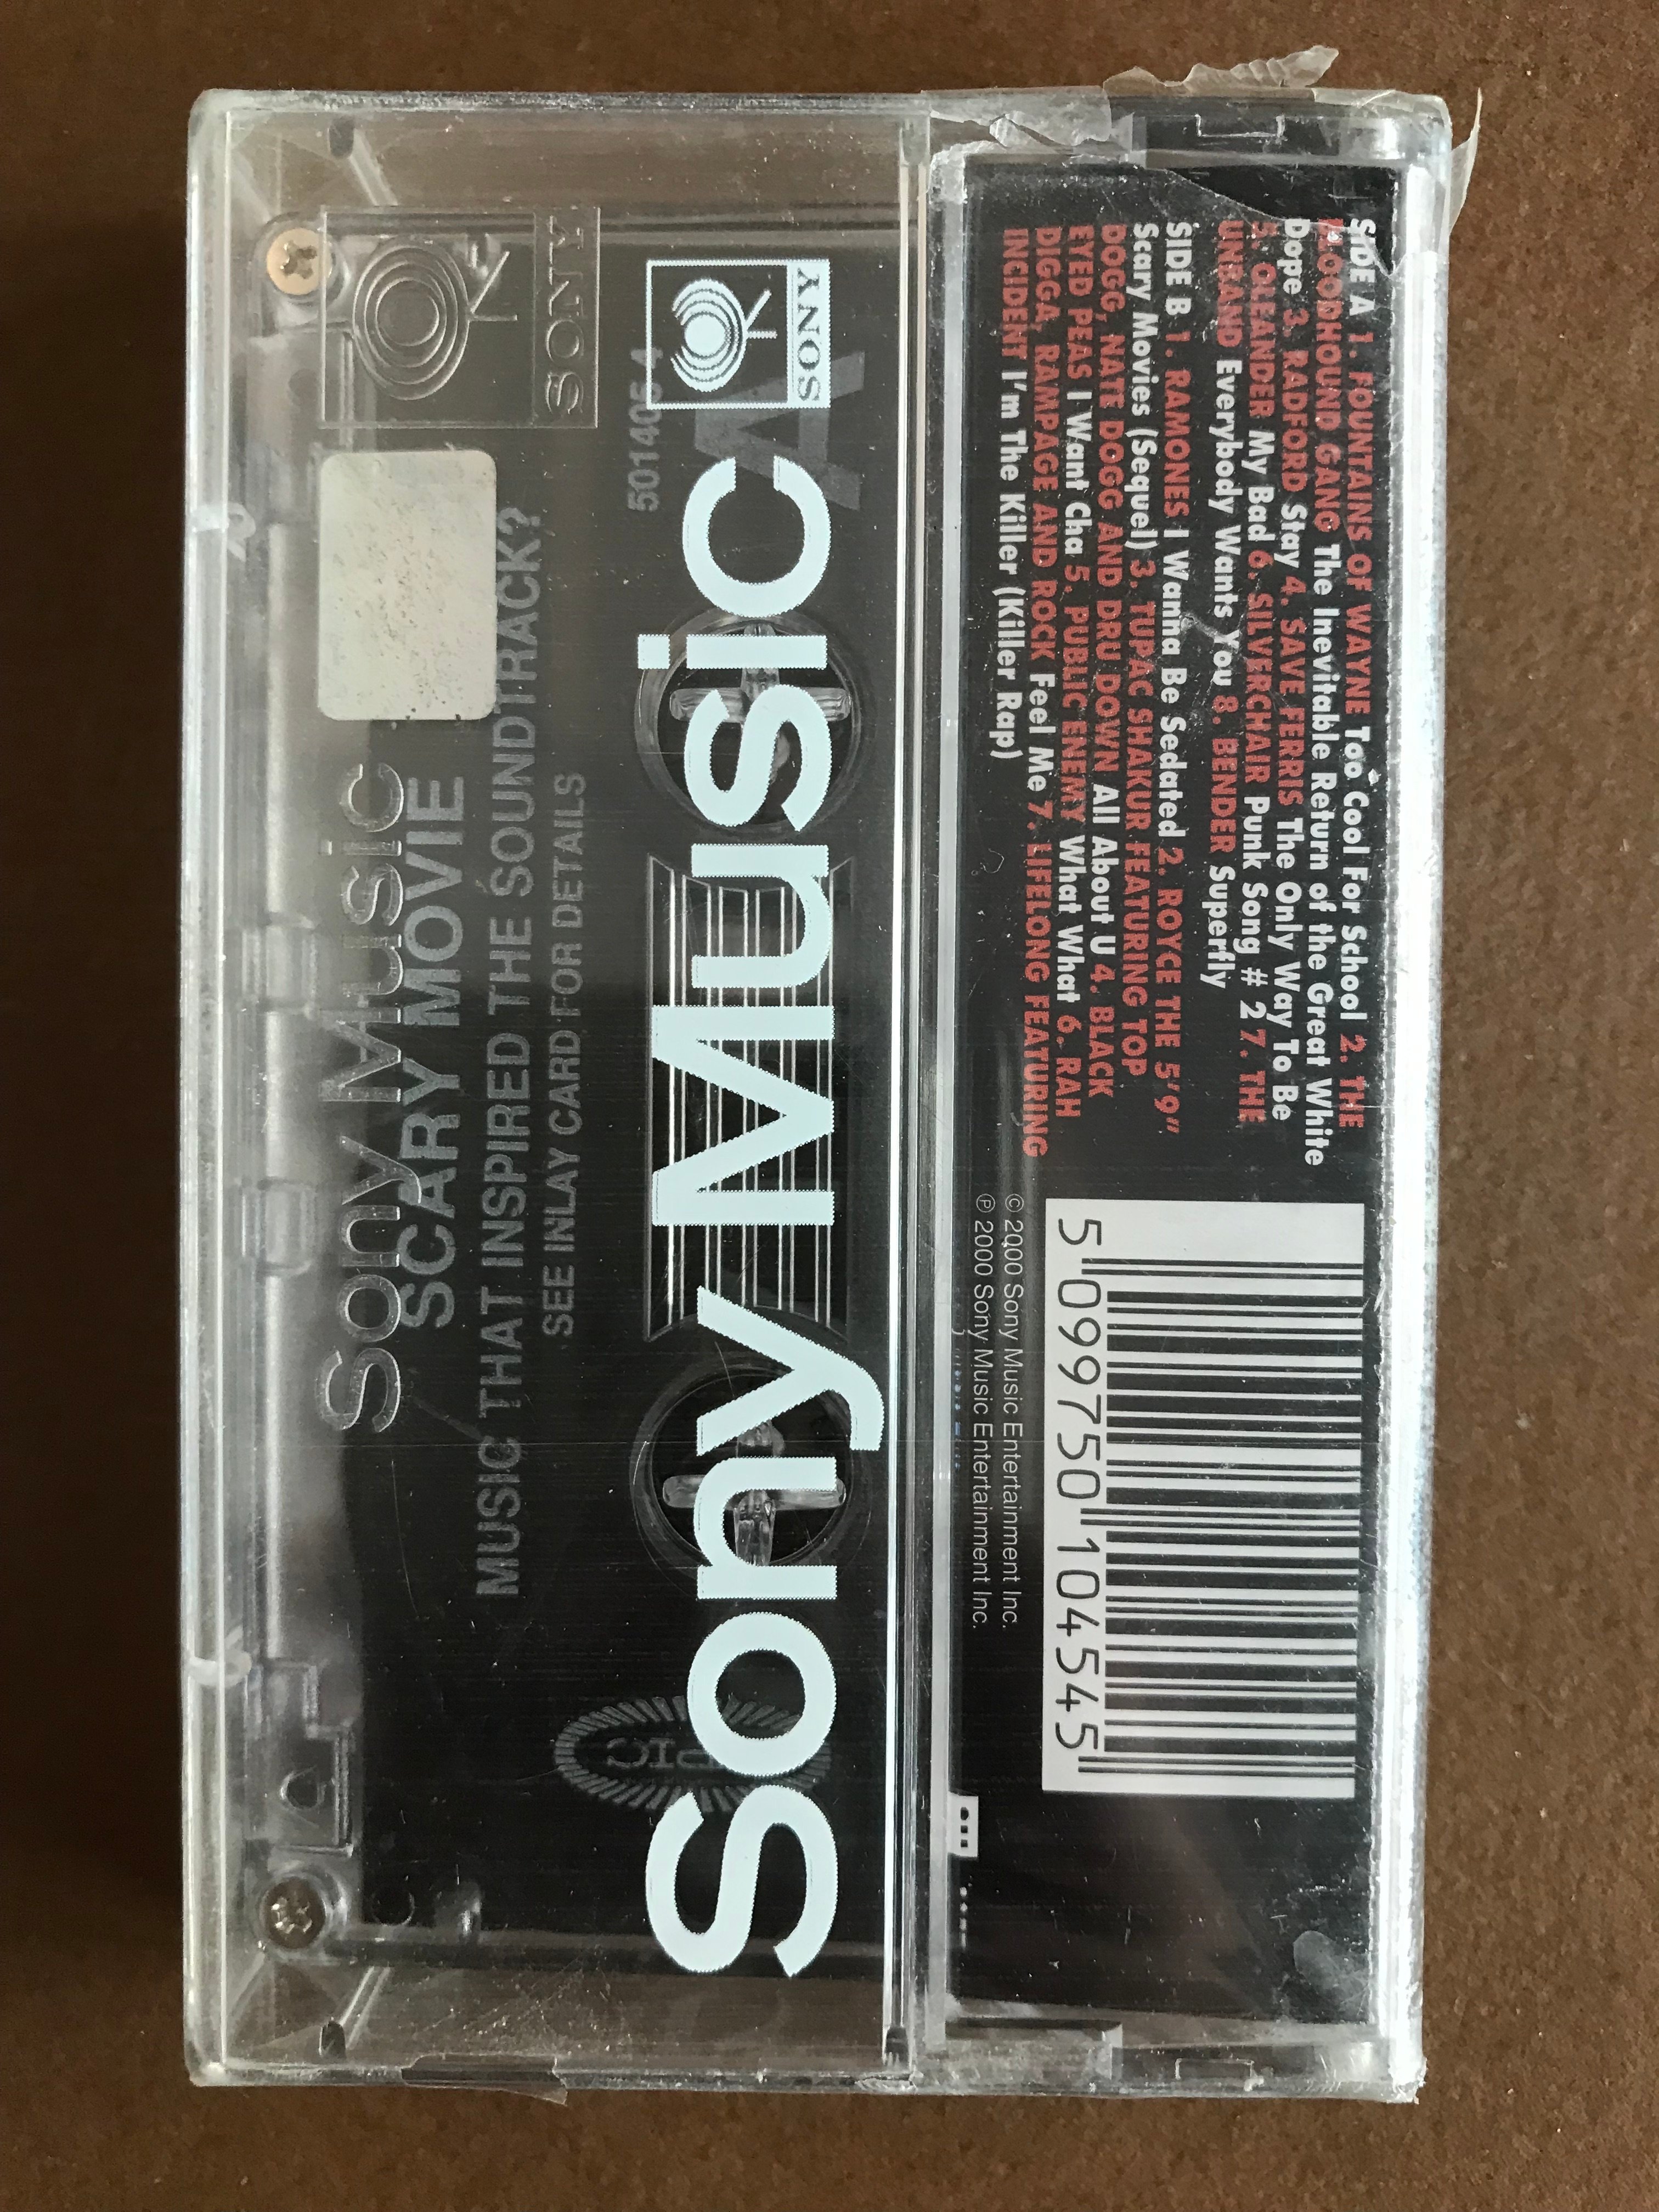 SIDE A 1. FOUNTAINS OF WAYNE Too Cool For School 2. THE
BLOODHOUND GANG The Inevitable Return of the Great White
Dope 3. RADFORD Stay 4. SAVE FERRIS The Only Way To Be
5. OLEANDER My Bad 6. SILVERCHAIR Punk Song # 2 7. THE
UNBAND Everybody Wants You 8. BENDER Superfly
SIDE B 1. RAMONES I Wanna Be Sedated 2. ROYCE THE 5'9"
Scary Movies (Sequel) 3. TUPAC SHAKUR FEATURING TOP
DOGG, NATE DOGG AND DRU DOWN All About U 4. BLACK
EYED PEAS I Want Cha 5. PUBLIC ENEMY What What 6. RAH
DIGGA, RAMPAGE AND ROCK Feel Me 7. LIFELONG FEATURING
INCIDENT I'm The Killer (Killer Rap)
© 2000 Sony Music Entertainment Inc.
℗ 2000 Sony Music Entertainment Inc.
5 099750 104545
SONY
Sony Music
A
501405 4
SONY
Sony Music
SCARY MOVIE
MUSIC THAT INSPIRED THE SOUNDTRACK?
SEE INLAY CARD FOR DETAILS